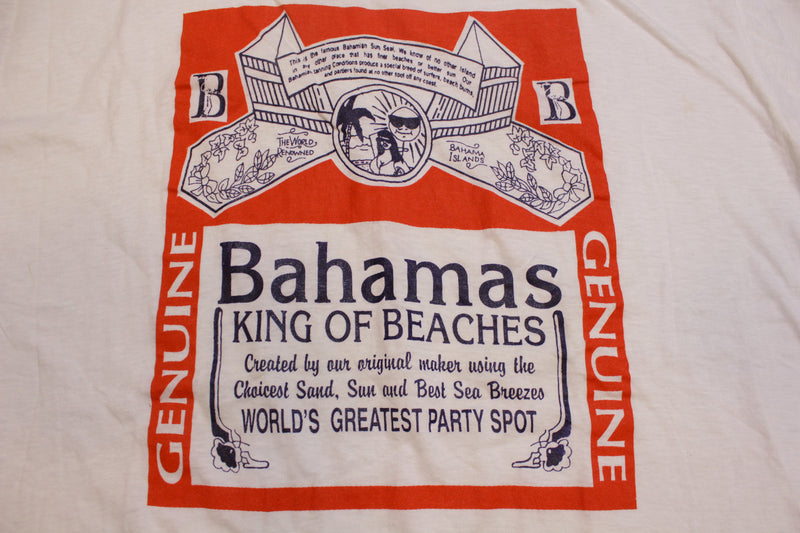 This is the famous Bahamian Sun Seal. We know of no other Island
or any other place that has finer beaches or better sun. Our
Bahamian tanning Conditions produce a special breed of surfers, beach bums,
and partiers found at no other foot off any coast.
B
B
THE WORLD
RENOWNED
BAHAMA
ISLANDS
GENUINE
Bahamas
KING OF BEACHES
Created by our original maker using the
Choicest Sand, Sun and Best Sea Breezes
WORLD'S GREATEST PARTY SPOT
GENUINE